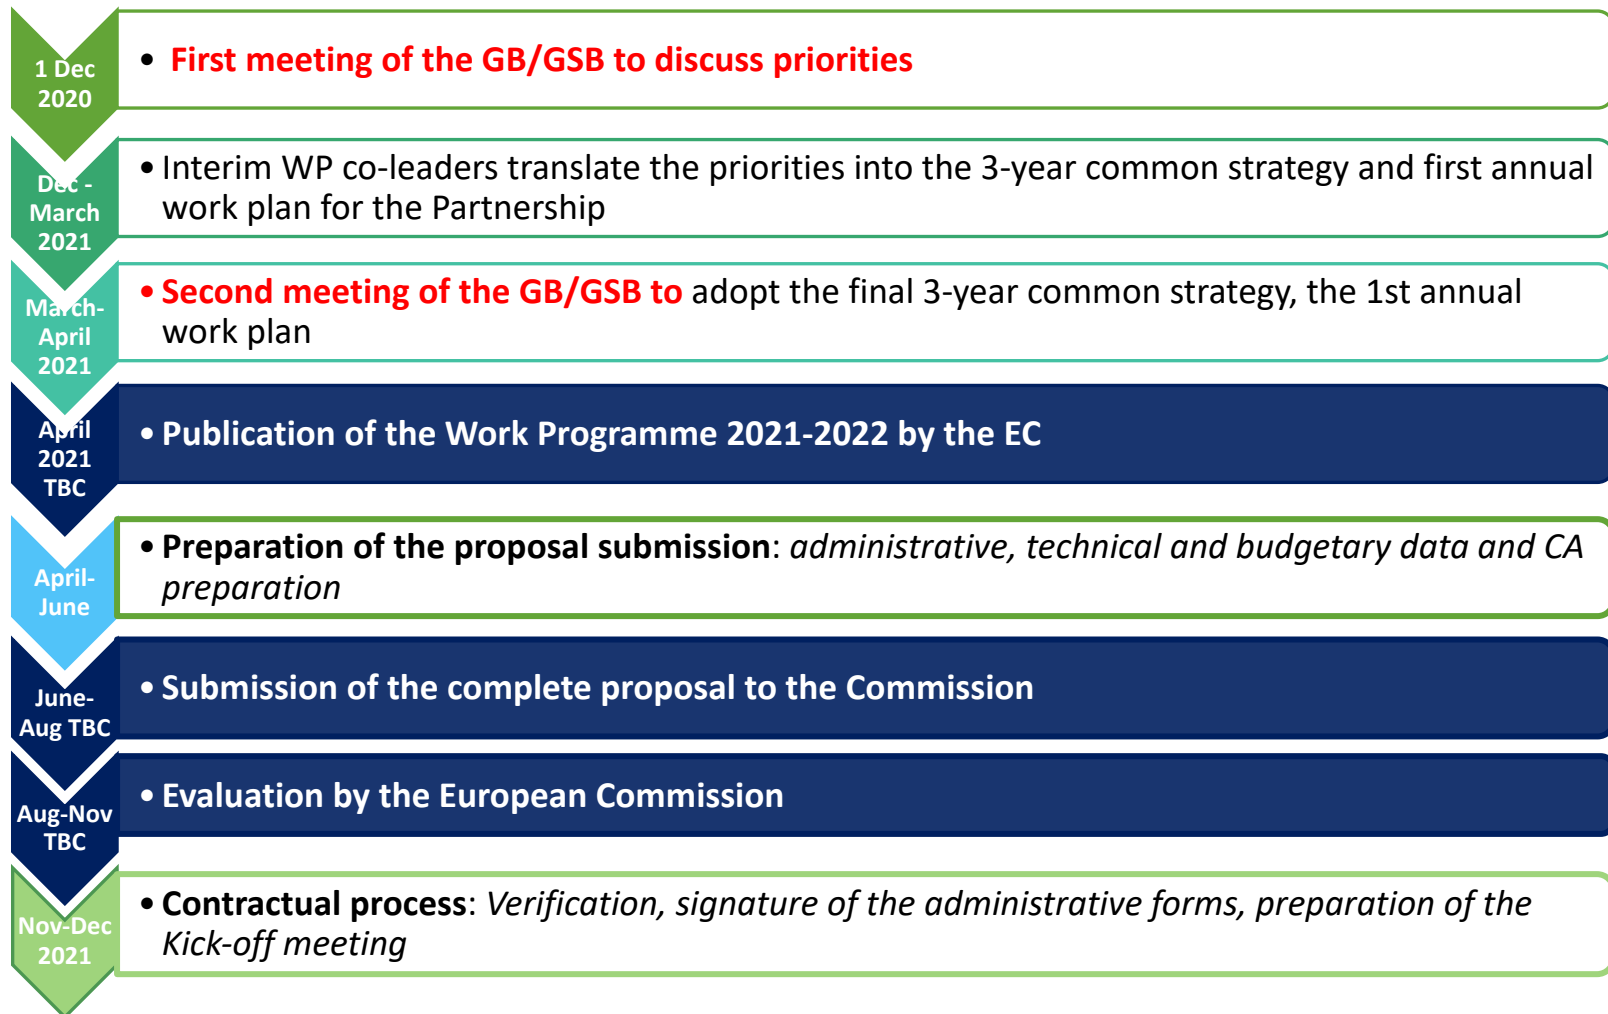 1 Dec
2020
• First meeting of the GB/GSB to discuss priorities
Dec -
March
2021
• Interim WP co-leaders translate the priorities into the 3-year common strategy and first annual
work plan for the Partnership
March-
April
2021
• Second meeting of the GB/GSB to adopt the final 3-year common strategy, the 1st annual
work plan
April
2021
TBC
• Publication of the Work Programme 2021-2022 by the EC
April-
June
• Preparation of the proposal submission: administrative, technical and budgetary data and CA
preparation
June-
Aug TBC
• Submission of the complete proposal to the Commission
Aug-Nov
TBC
• Evaluation by the European Commission
Nov-Dec
2021
• Contractual process: Verification, signature of the administrative forms, preparation of the
Kick-off meeting